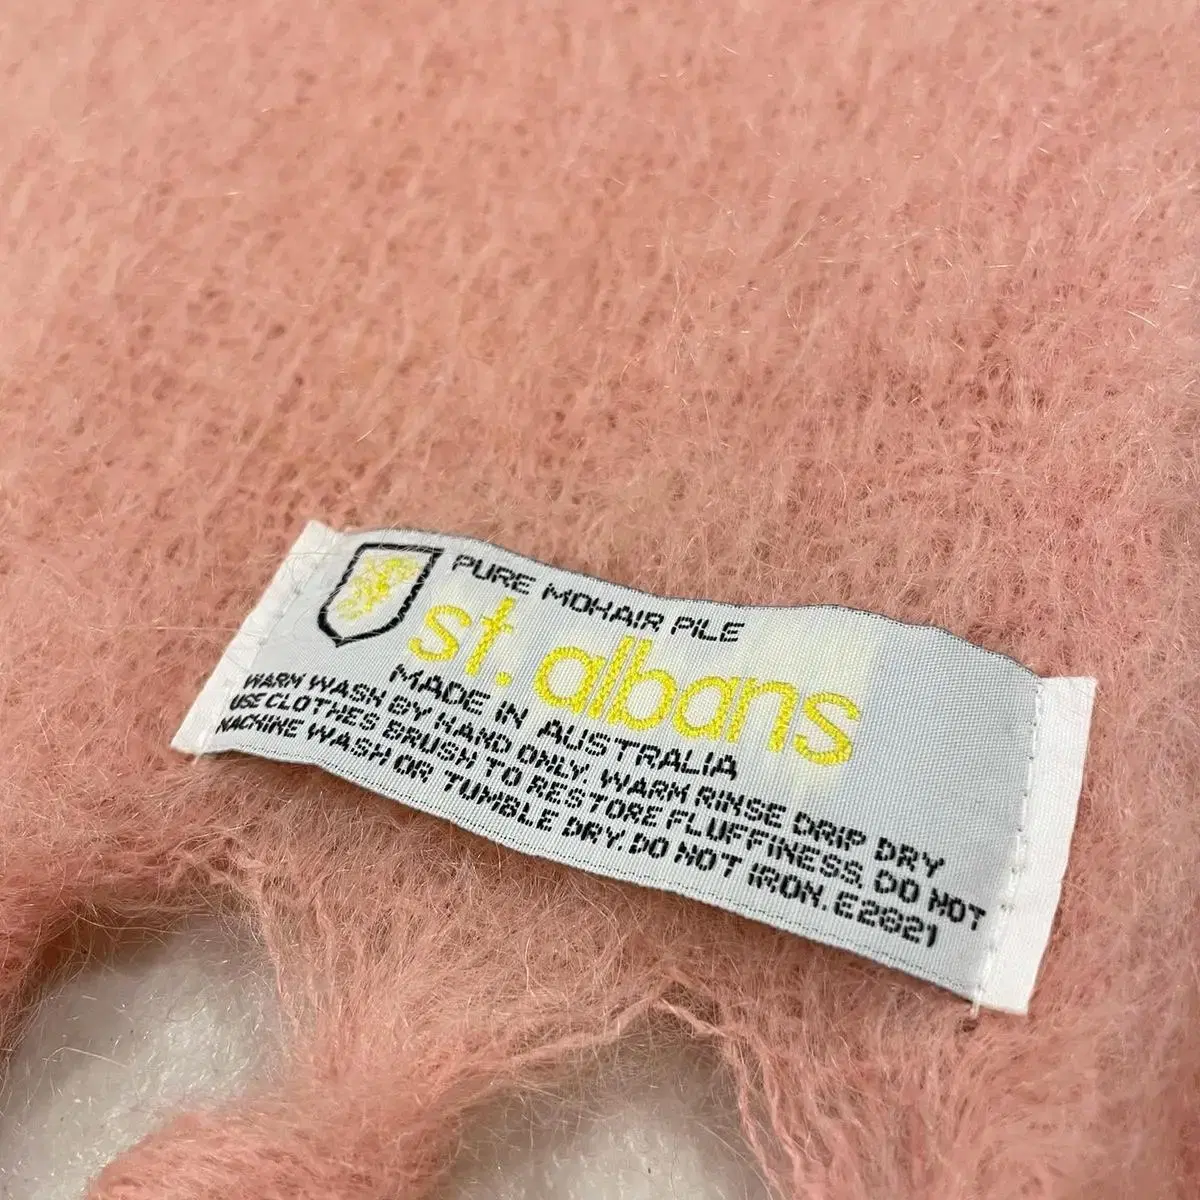 PURE MOHAIR PILE
st. albans
MADE IN AUSTRALIA
WARM WASH BY HAND ONLY. WARM RINSE DRIP DRY
USE CLOTHES BRUSH TO RESTORE FLUFFINESS. DO NOT
MACHINE WASH OR TUMBLE DRY. DO NOT IRON. E2821